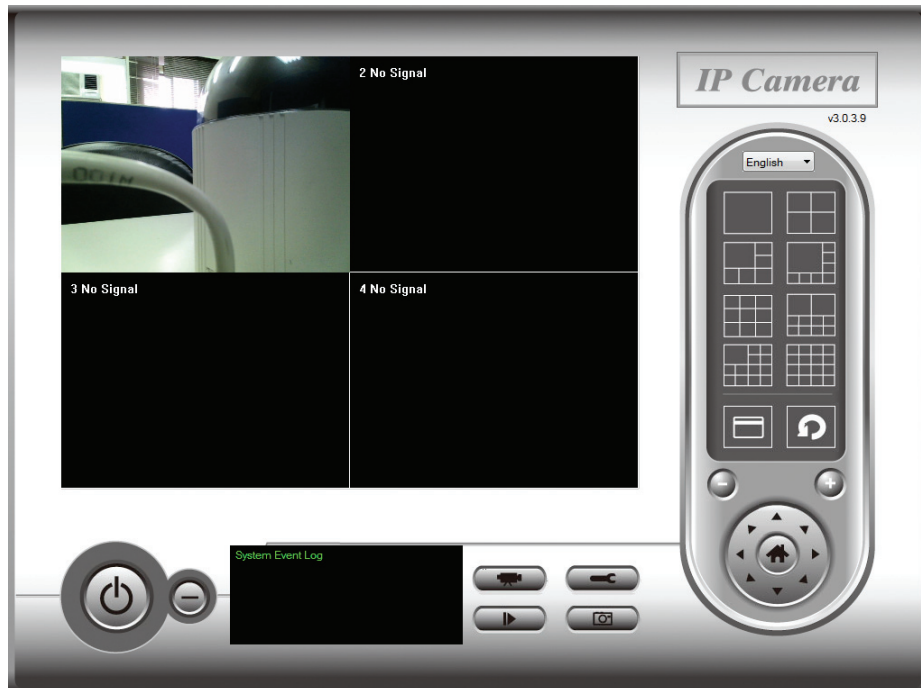 2 No Signal
IP Camera
v3.0.3.9
English
3 No Signal
4 No Signal
System Event Log